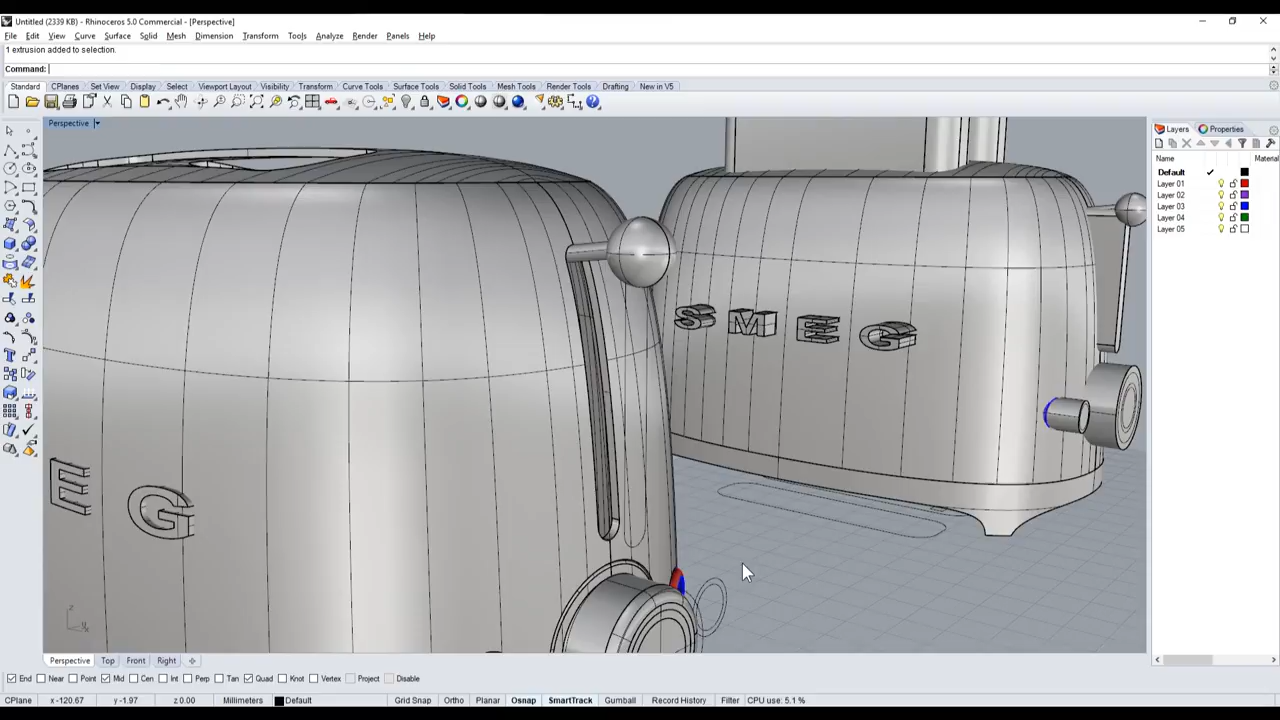 Untitled (2339 KB) - Rhinoceros 5.0 Commercial - [Perspective]
File Edit View Curve Surface Solid Mesh Dimension Transform Tools Analyze Render Panels Help
1 extrusion added to selection.
Command:
Standard CPlanes Set View Display Select Viewport Layout Visibility Transform Curve Tools Surface Tools Solid Tools Mesh Tools Render Tools Drafting New in V5
Perspective
Layers Properties
Name Material
Default
Layer 01
Layer 02
Layer 03
Layer 04
Layer 05
SMEG
EG
z
Perspective Top Front Right
End Near Point Mid Cen Int Perp Tan Quad Knot Vertex Project Disable
CPlane x -120.67 y -1.97 z 0.00 Millimeters Default Grid Snap Ortho Planar Osnap SmartTrack Gumball Record History Filter CPU use: 5.1 %